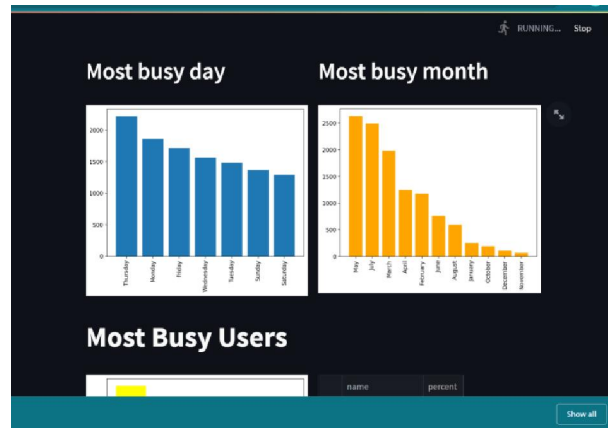 RUNNING... Stop
Most busy day
Most busy month
2000
1500
1000
500
0
Thursday
Monday
Friday
Wednesday
Tuesday
Sunday
Saturday
2500
2000
1500
1000
500
0
May
July
March
April
February
June
August
January
October
December
November
Most Busy Users
name percent
Show all